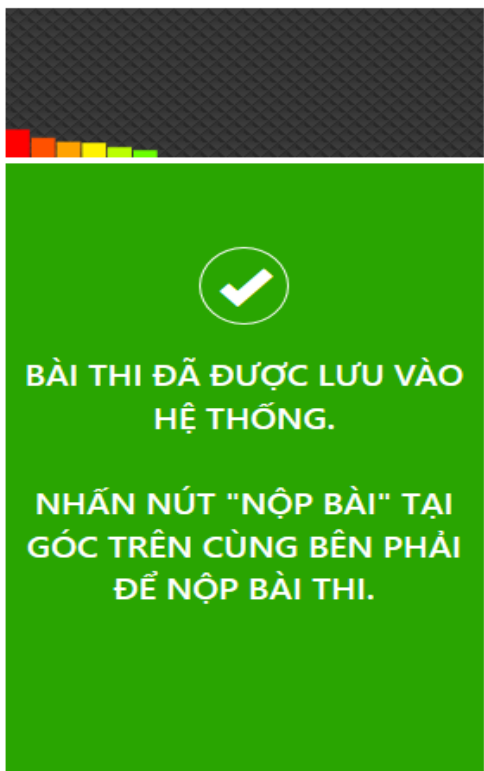 BÀI THI ĐÃ ĐƯỢC LƯU VÀO
HỆ THỐNG.
NHẤN NÚT "NỘP BÀI" TẠI
GÓC TRÊN CÙNG BÊN PHẢI
ĐỂ NỘP BÀI THI.